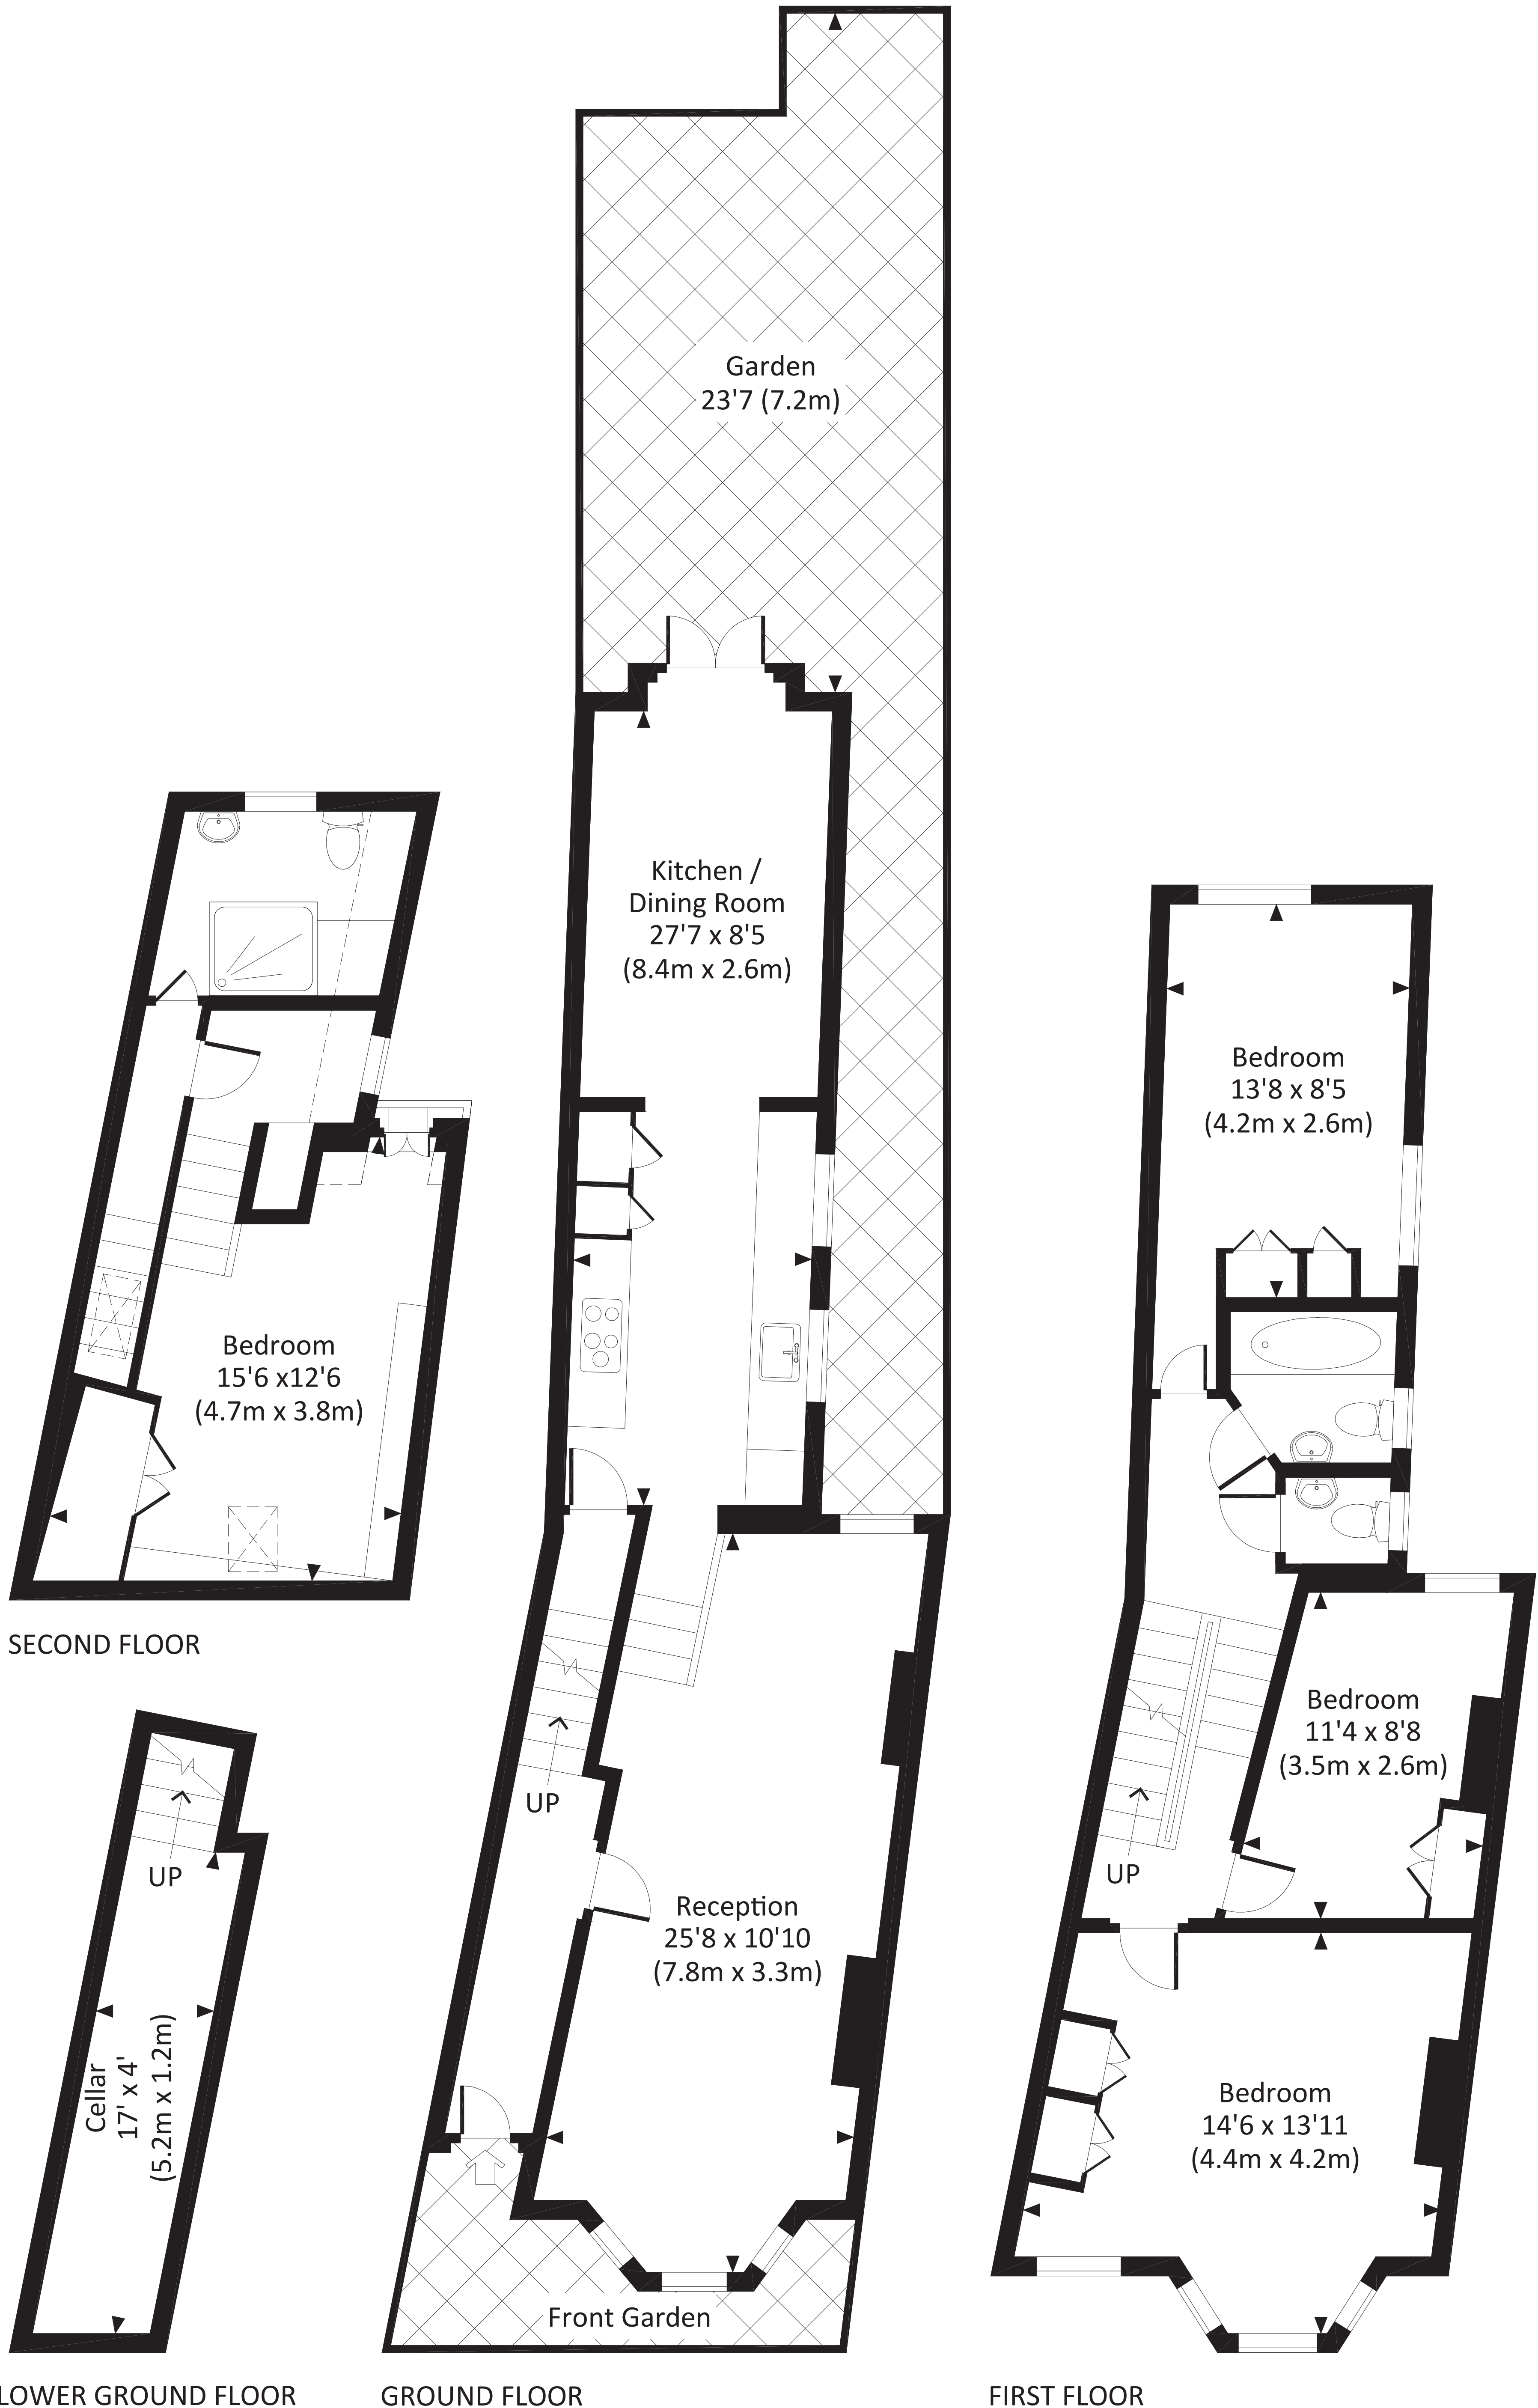 Garden
23'7 (7.2m)
Kitchen /
Dining Room
27'7 x 8'5
(8.4m x 2.6m)
Bedroom
13'8 x 8'5
(4.2m x 2.6m)
Bedroom
15'6 x12'6
(4.7m x 3.8m)
SECOND FLOOR
Bedroom
11'4 x 8'8
(3.5m x 2.6m)
UP
UP
UP
Reception
25'8 x 10'10
(7.8m x 3.3m)
Cellar
17' x 4'
(5.2m x 1.2m)
Bedroom
14'6 x 13'11
(4.4m x 4.2m)
Front Garden
LOWER GROUND FLOOR
GROUND FLOOR
FIRST FLOOR